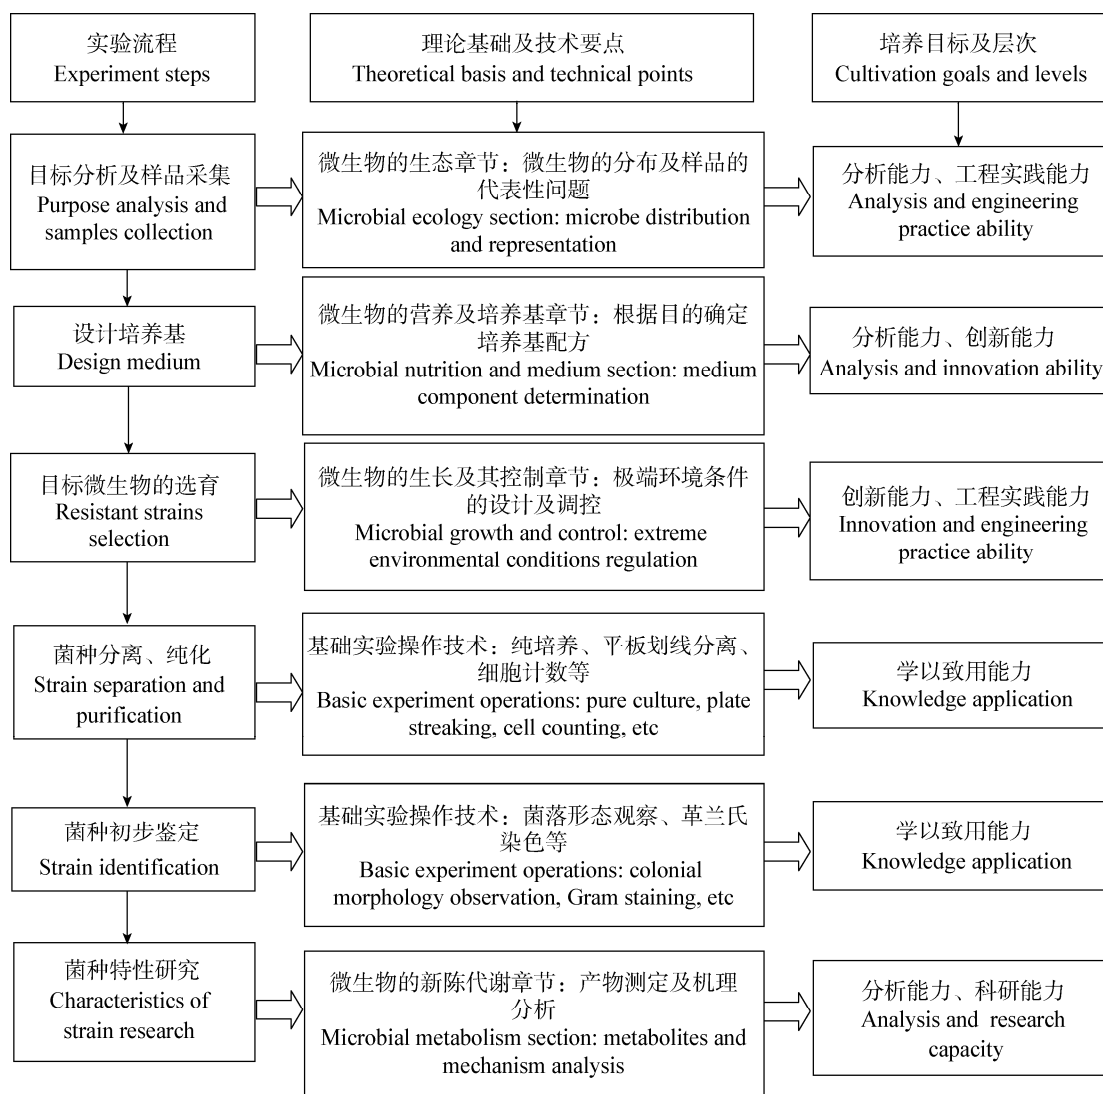 实验流程
Experiment steps
理论基础及技术要点
Theoretical basis and technical points
培养目标及层次
Cultivation goals and levels
目标分析及样品采集
Purpose analysis and
samples collection
微生物的生态章节：微生物的分布及样品的
代表性问题
Microbial ecology section: microbe distribution
and representation
分析能力、工程实践能力
Analysis and engineering
practice ability
设计培养基
Design medium
微生物的营养及培养基章节：根据目的确定
培养基配方
Microbial nutrition and medium section: medium
component determination
分析能力、创新能力
Analysis and innovation ability
目标微生物的选育
Resistant strains
selection
微生物的生长及其控制章节：极端环境条件
的设计及调控
Microbial growth and control: extreme
environmental conditions regulation
创新能力、工程实践能力
Innovation and engineering
practice ability
菌种分离、纯化
Strain separation and
purification
基础实验操作技术：纯培养、平板划线分离、
细胞计数等
Basic experiment operations: pure culture, plate
streaking, cell counting, etc
学以致用能力
Knowledge application
菌种初步鉴定
Strain identification
基础实验操作技术：菌落形态观察、革兰氏
染色等
Basic experiment operations: colonial
morphology observation, Gram staining, etc
学以致用能力
Knowledge application
菌种特性研究
Characteristics of
strain research
微生物的新陈代谢章节：产物测定及机理
分析
Microbial metabolism section: metabolites and
mechanism analysis
分析能力、科研能力
Analysis and research
capacity